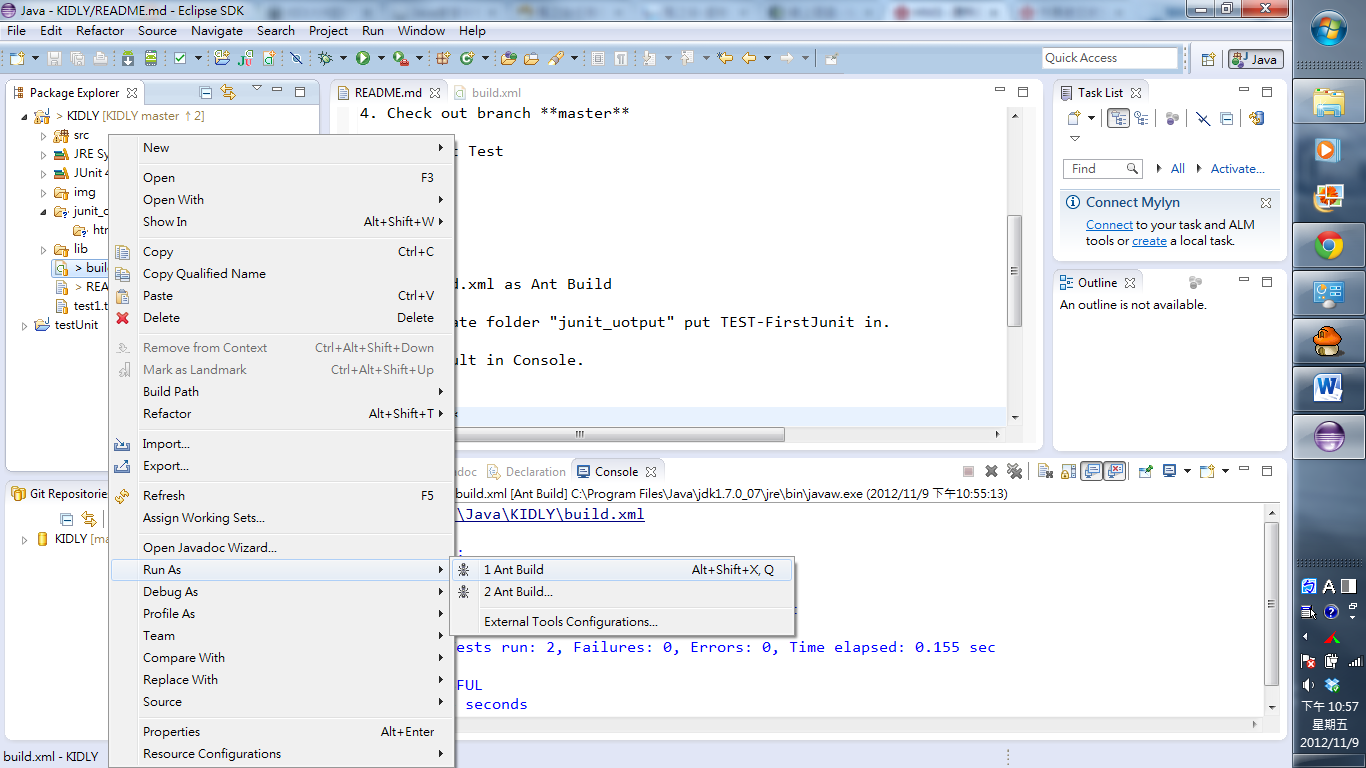 Java - KIDLY/README.md - Eclipse SDK
File Edit Refactor Source Navigate Search Project Run Window Help
Quick Access
Java
Package Explorer
> KIDLY [KIDLY master ↑ 2]
src
JRE Sy
JUnit 4
img
junit_o
htr
lib
> build
> REA
test1.t
testUnit
Git Repositories
KIDLY [ma
build.xml - KIDLY
New
Open F3
Open With
Show In Alt+Shift+W
Copy Ctrl+C
Copy Qualified Name
Paste Ctrl+V
Delete Delete
Remove from Context Ctrl+Alt+Shift+Down
Mark as Landmark Ctrl+Alt+Shift+Up
Build Path
Refactor Alt+Shift+T
Import...
Export...
Refresh F5
Assign Working Sets...
Open Javadoc Wizard...
Run As
Debug As
Profile As
Team
Compare With
Replace With
Source
Properties Alt+Enter
Resource Configurations
1 Ant Build Alt+Shift+X, Q
2 Ant Build...
External Tools Configurations...
README.md build.xml
4. Check out branch **master**
t Test
d.xml as Ant Build
ate folder "junit_uotput" put TEST-FirstJunit in.
ult in Console.
doc Declaration Console
build.xml [Ant Build] C:\Program Files\Java\jdk1.7.0_07\jre\bin\javaw.exe (2012/11/9 下午10:55:13)
\Java\KIDLY\build.xml
ests run: 2, Failures: 0, Errors: 0, Time elapsed: 0.155 sec
FUL
seconds
Task List
Find All Activate...
Connect Mylyn
Connect to your task and ALM
tools or create a local task.
Outline
An outline is not available.
A
下午 10:57
星期五
2012/11/9